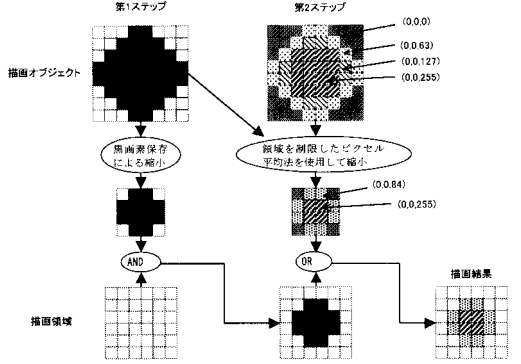 第1ステップ
第2ステップ
(0,0,0)
(0,0,63)
(0,0,127)
(0,0,255)
描画オブジェクト
黒画素保存
による縮小
領域を制限したピクセル
平均法を使用して縮小
(0,0,84)
(0,0,255)
AND
OR
描画結果
描画領域